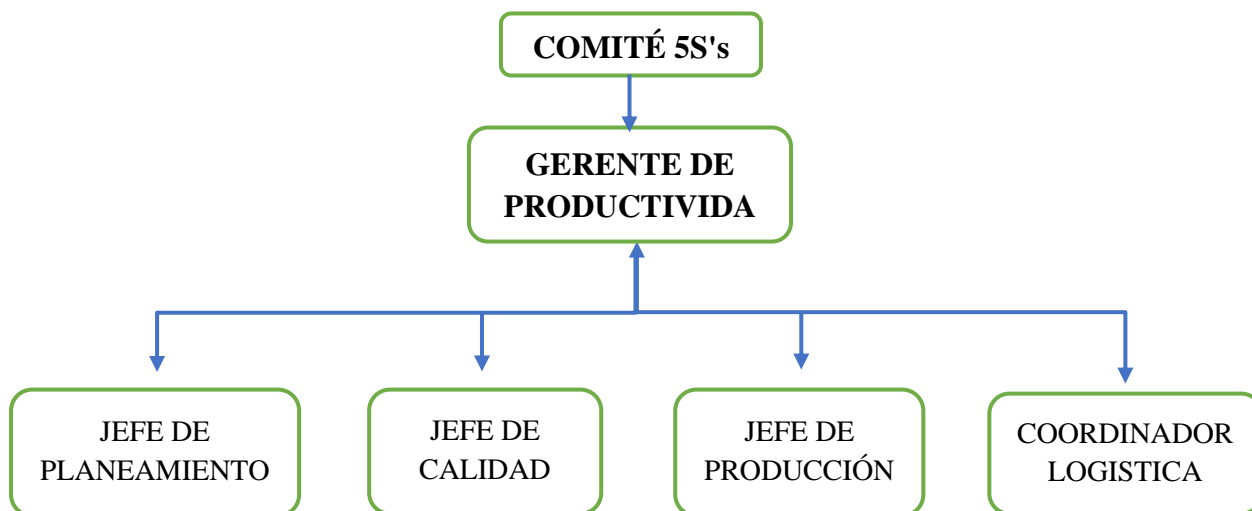 COMITÉ 5S's
GERENTE DE
PRODUCTIVIDA
JEFE DE
PLANEAMIENTO
JEFE DE
CALIDAD
JEFE DE
PRODUCCIÓN
COORDINADOR
LOGISTICA